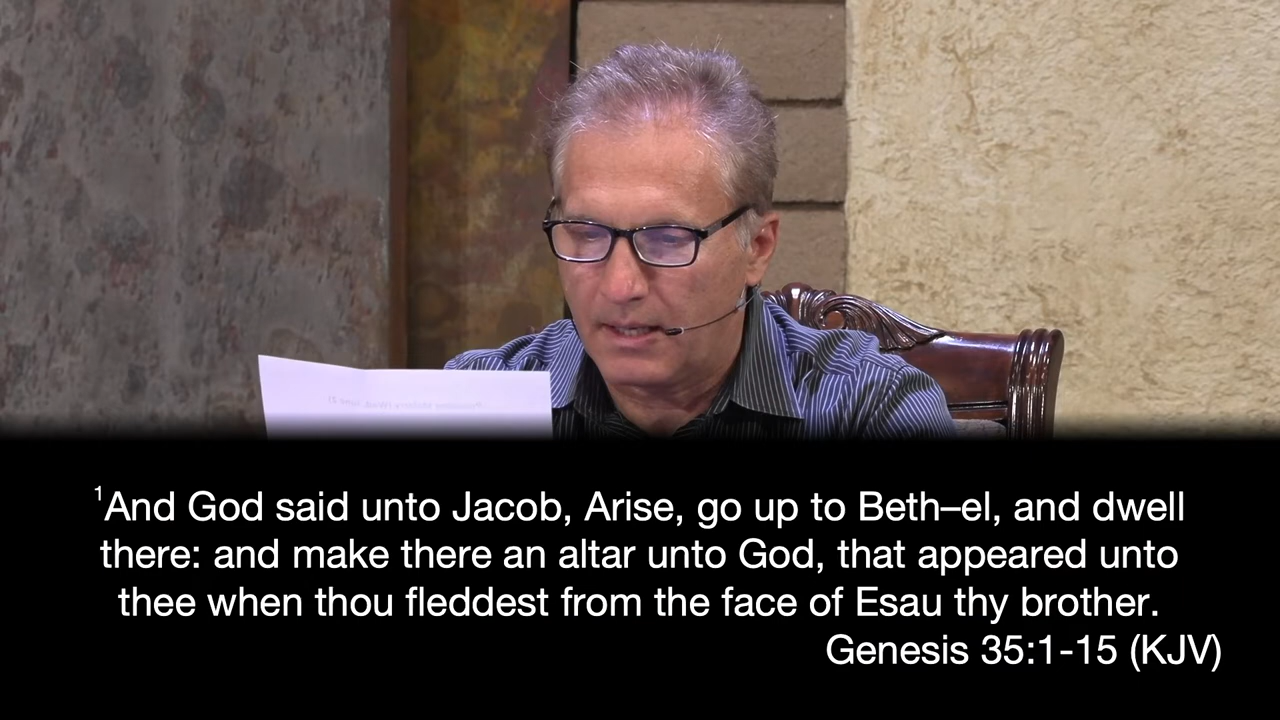 ¹And God said unto Jacob, Arise, go up to Beth–el, and dwell
there: and make there an altar unto God, that appeared unto
thee when thou fleddest from the face of Esau thy brother.
Genesis 35:1-15 (KJV)